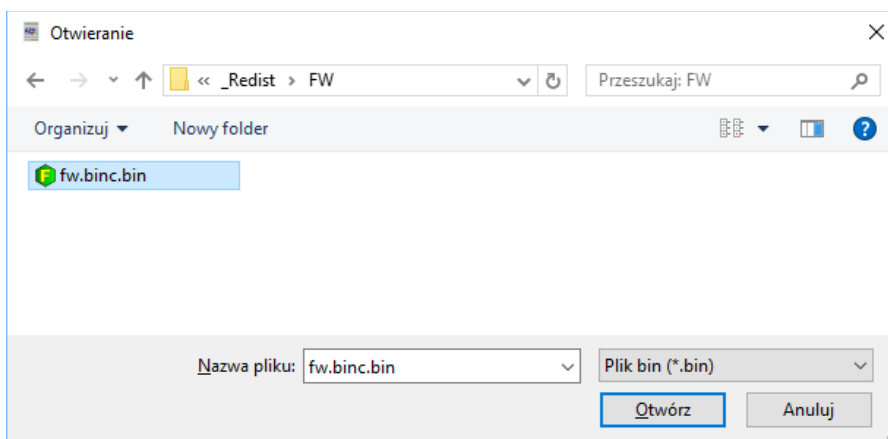 Otwieranie
« _Redist > FW
Przeszukaj: FW
Organizuj Nowy folder
fw.binc.bin
Nazwa pliku: fw.binc.bin
Plik bin (*.bin)
Otwórz Anuluj